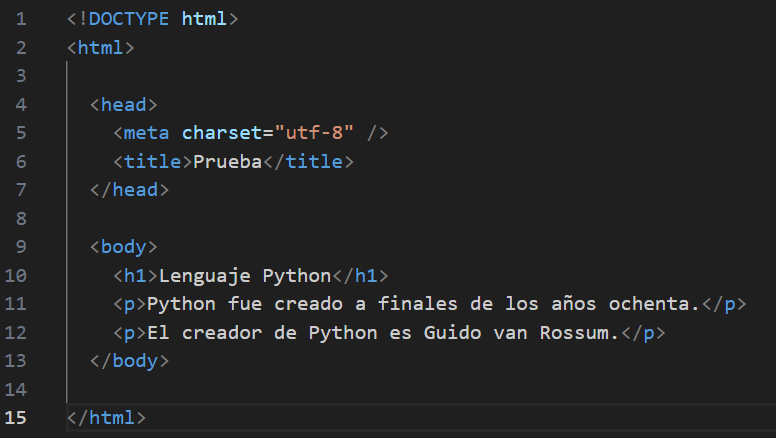 1 <!DOCTYPE html>
2 <html>
3
4 <head>
5 <meta charset="utf-8" />
6 <title>Prueba</title>
7 </head>
8
9 <body>
10 <h1>Lenguaje Python</h1>
11 <p>Python fue creado a finales de los años ochenta.</p>
12 <p>El creador de Python es Guido van Rossum.</p>
13 </body>
14
15 </html>